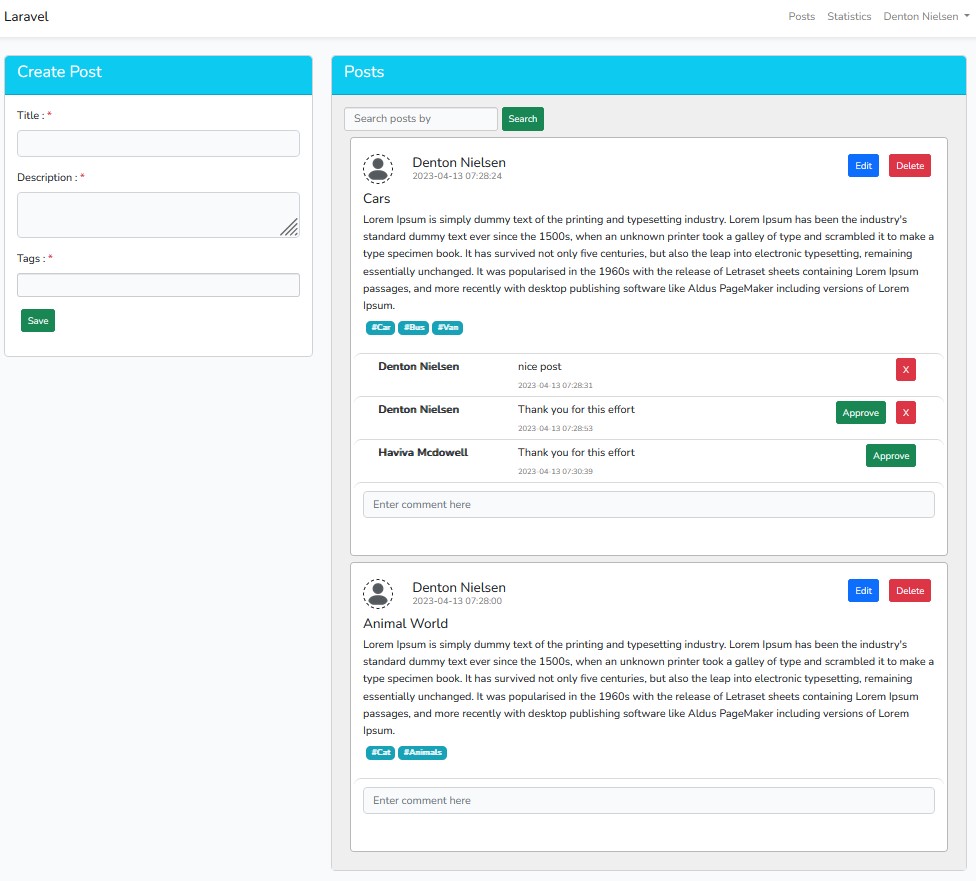 Laravel
Posts Statistics Denton Nielsen
Create Post
Title : *
Description : *
Tags : *
Save
Posts
Search posts by Search
Denton Nielsen Edit Delete
2023-04-13 07:28:24
Cars
Lorem Ipsum is simply dummy text of the printing and typesetting industry. Lorem Ipsum has been the industry's
standard dummy text ever since the 1500s, when an unknown printer took a galley of type and scrambled it to make a
type specimen book. It has survived not only five centuries, but also the leap into electronic typesetting, remaining
essentially unchanged. It was popularised in the 1960s with the release of Letraset sheets containing Lorem Ipsum
passages, and more recently with desktop publishing software like Aldus PageMaker including versions of Lorem
Ipsum.
#Car #Bus #Van
Denton Nielsen nice post X
2023-04-13 07:28:31
Denton Nielsen Thank you for this effort Approve X
2023-04-13 07:28:53
Haviva Mcdowell Thank you for this effort Approve
2023-04-13 07:30:39
Enter comment here
Denton Nielsen Edit Delete
2023-04-13 07:28:00
Animal World
Lorem Ipsum is simply dummy text of the printing and typesetting industry. Lorem Ipsum has been the industry's
standard dummy text ever since the 1500s, when an unknown printer took a galley of type and scrambled it to make a
type specimen book. It has survived not only five centuries, but also the leap into electronic typesetting, remaining
essentially unchanged. It was popularised in the 1960s with the release of Letraset sheets containing Lorem Ipsum
passages, and more recently with desktop publishing software like Aldus PageMaker including versions of Lorem
Ipsum.
#Cat #Animals
Enter comment here